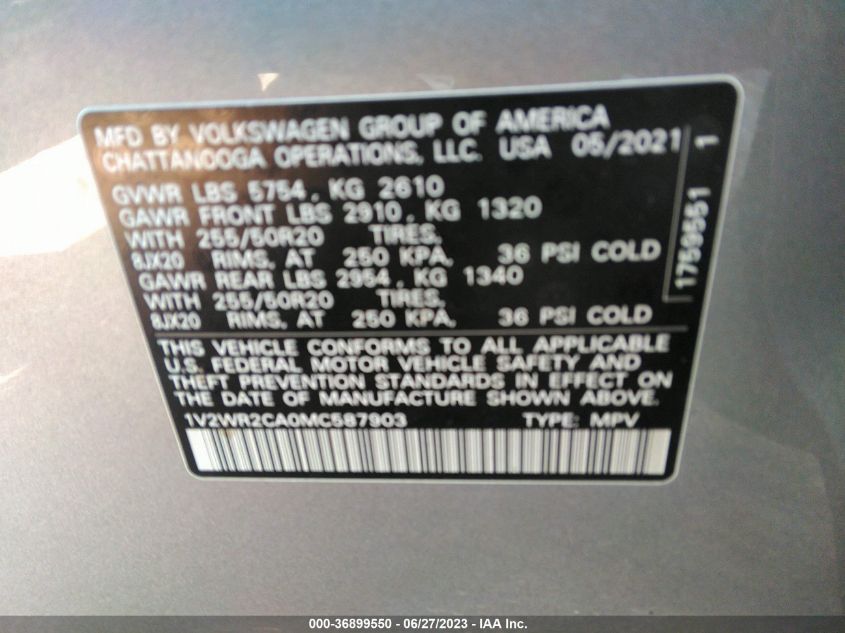 MFD BY VOLKSWAGEN GROUP OF AMERICA
CHATTANOOGA OPERATIONS, LLC. USA 05/2021
GVWR LBS 5754 , KG 2610
GAWR FRONT LBS 2910 , KG 1320
WITH 255/50R20 TIRES,
8JX20 RIMS, AT 250 KPA, 36 PSI COLD
GAWR REAR LBS 2954 , KG 1340
WITH 255/50R20 TIRES,
8JX20 RIMS, AT 250 KPA, 36 PSI COLD
1759551 1
THIS VEHICLE CONFORMS TO ALL APPLICABLE
U.S. FEDERAL MOTOR VEHICLE SAFETY AND
THEFT PREVENTION STANDARDS IN EFFECT ON
THE DATE OF MANUFACTURE SHOWN ABOVE.
1V2WR2CA0MC587903 TYPE: MPV
000-36899550 - 06/27/2023 - IAA Inc.